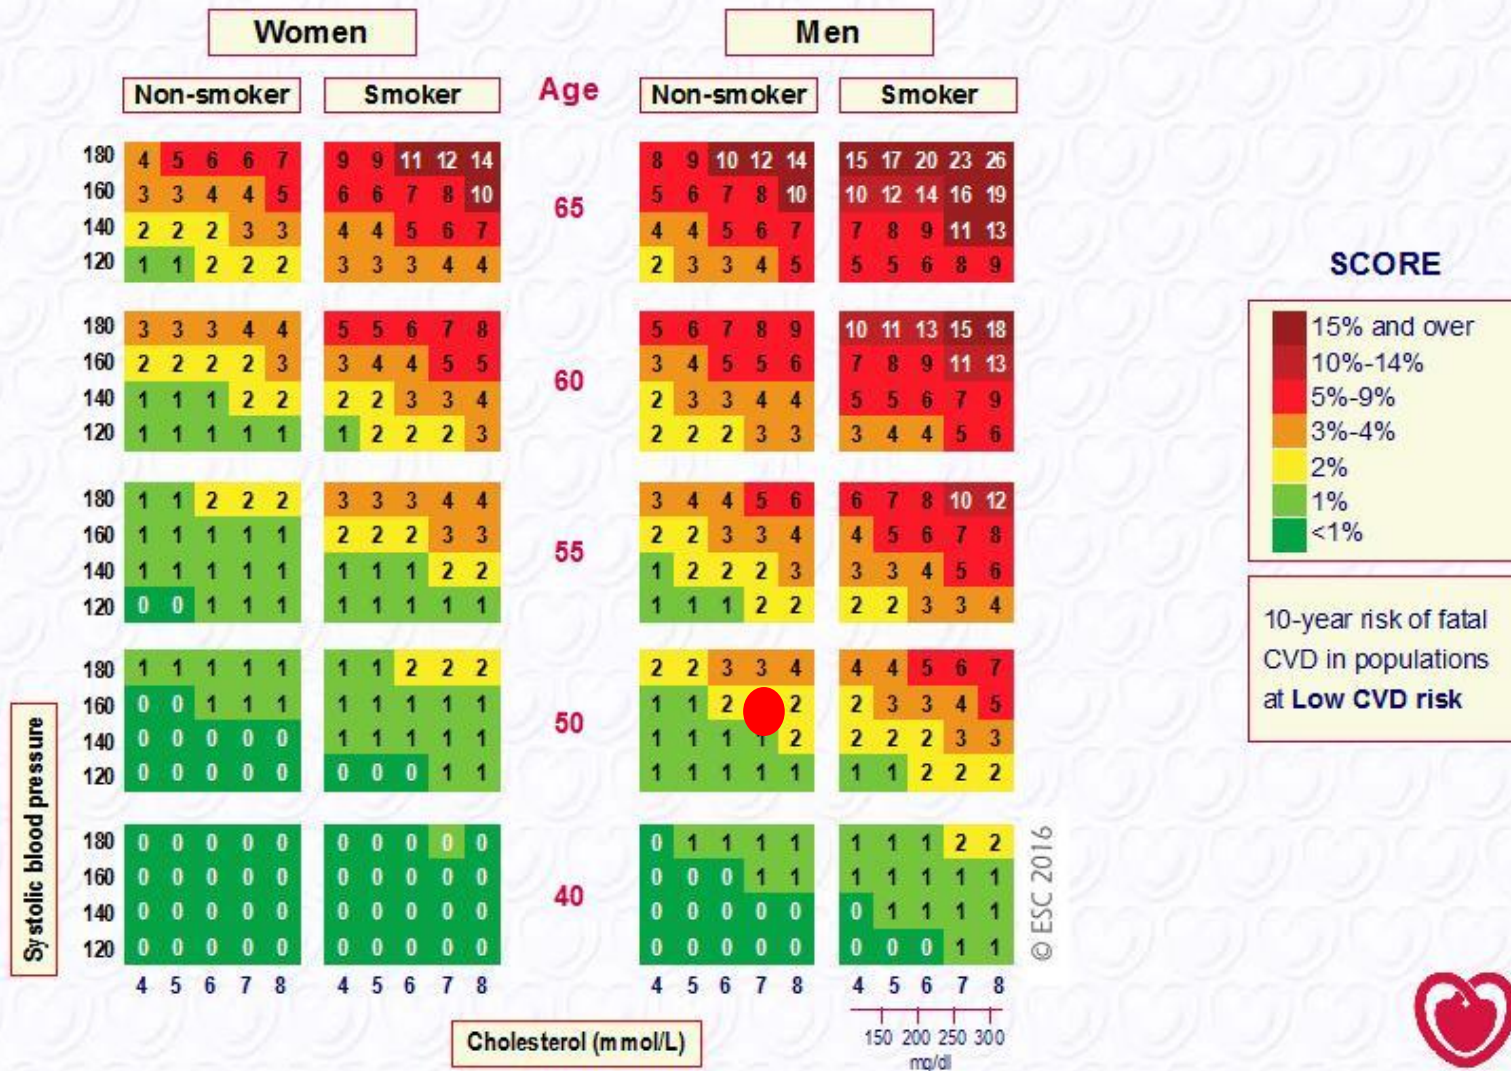 Women Men
Non-smoker Smoker Age Non-smoker Smoker
180 4 5 6 6 7 9 9 11 12 14 8 9 10 12 14 15 17 20 23 26
160 3 3 4 4 5 6 6 7 8 10 5 6 7 8 10 10 12 14 16 19
65
140 2 2 2 3 3 4 4 5 6 7 4 4 5 6 7 7 8 9 11 13
120 1 1 2 2 2 3 3 3 4 4 2 3 3 4 5 5 5 6 8 9
SCORE
180 3 3 3 4 4 5 5 6 7 8 5 6 7 8 9 10 11 13 15 18
15% and over
160 2 2 2 2 3 3 4 4 5 5 3 4 5 5 6 7 8 9 11 13
10%-14%
60
140 1 1 1 2 2 2 2 3 3 4 2 3 3 4 4 5 5 6 7 9
5%-9%
120 1 1 1 1 1 1 2 2 2 3 2 2 2 3 3 3 4 4 5 6
3%-4%
2%
180 1 1 2 2 2 3 3 3 4 4 3 4 4 5 6 6 7 8 10 12
1%
160 1 1 1 1 1 2 2 2 3 3 2 2 3 3 4 4 5 6 7 8
<1%
55
140 1 1 1 1 1 1 1 1 2 2 1 2 2 2 3 3 3 4 5 6
120 0 0 1 1 1 1 1 1 1 1 1 1 1 2 2 2 2 3 3 4
10-year risk of fatal
CVD in populations
at Low CVD risk
180 1 1 1 1 1 1 1 2 2 2 2 2 3 3 4 4 4 5 6 7
160 0 0 1 1 1 1 1 1 1 1 1 1 2 2 2 3 3 4 5
50
140 0 0 0 0 0 1 1 1 1 1 1 1 1 1 2 2 2 2 3 3
120 0 0 0 0 0 0 0 0 1 1 1 1 1 1 1 1 1 2 2 2
180 0 0 0 0 0 0 0 0 0 0 0 1 1 1 1 1 1 1 2 2
160 0 0 0 0 0 0 0 0 0 0 0 0 0 1 1 1 1 1 1 1
40
140 0 0 0 0 0 0 0 0 0 0 0 0 0 0 0 0 1 1 1 1
120 0 0 0 0 0 0 0 0 0 0 0 0 0 0 0 0 0 0 1 1
Systolic blood pressure
© ESC 2016
4 5 6 7 8 4 5 6 7 8 4 5 6 7 8 4 5 6 7 8
Cholesterol (mmol/L)
150 200 250 300
mg/dl